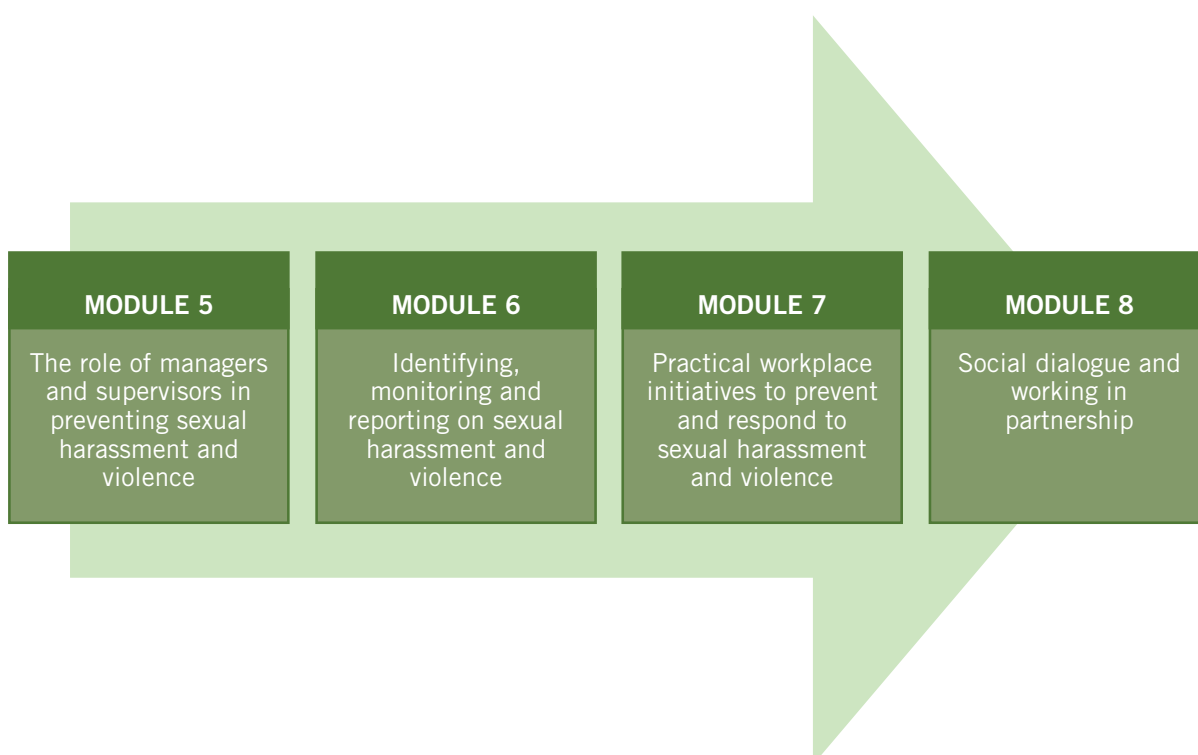 MODULE 5
The role of managers
and supervisors in
preventing sexual
harassment and
violence
MODULE 6
Identifying,
monitoring and
reporting on sexual
harassment and
violence
MODULE 7
Practical workplace
initiatives to prevent
and respond to
sexual harassment
and violence
MODULE 8
Social dialogue and
working in
partnership